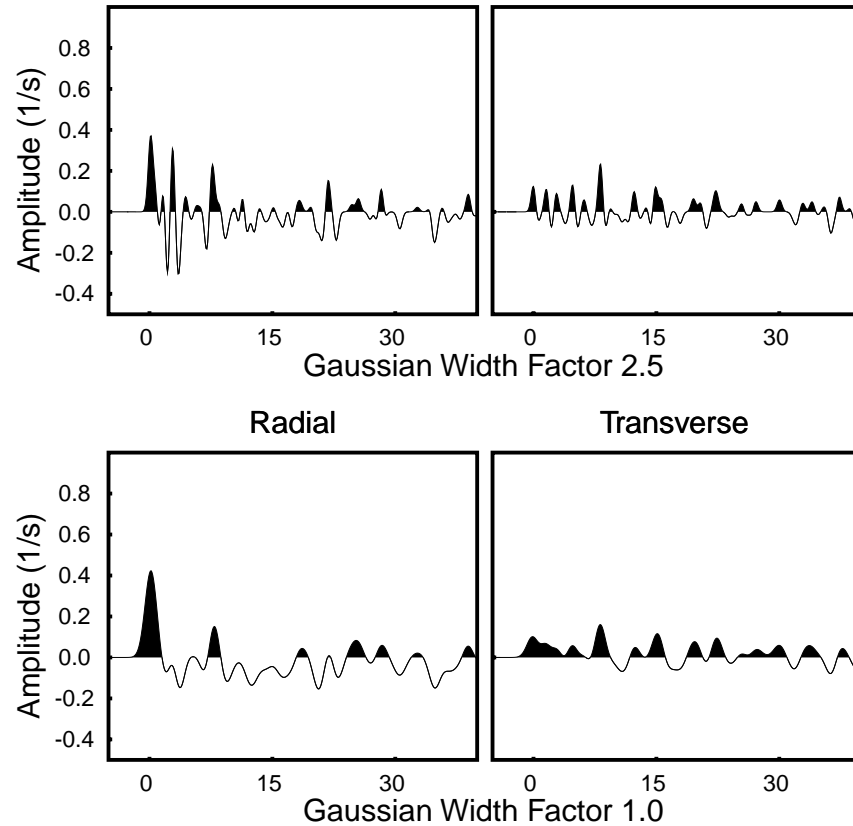 0.8
0.6
0.4
0.2
0.0
-0.2
-0.4
Amplitude (1/s)
0 15 30
0 15 30
Gaussian Width Factor 2.5
Radial
Transverse
0.8
0.6
0.4
0.2
0.0
-0.2
-0.4
Amplitude (1/s)
0 15 30
0 15 30
Gaussian Width Factor 1.0